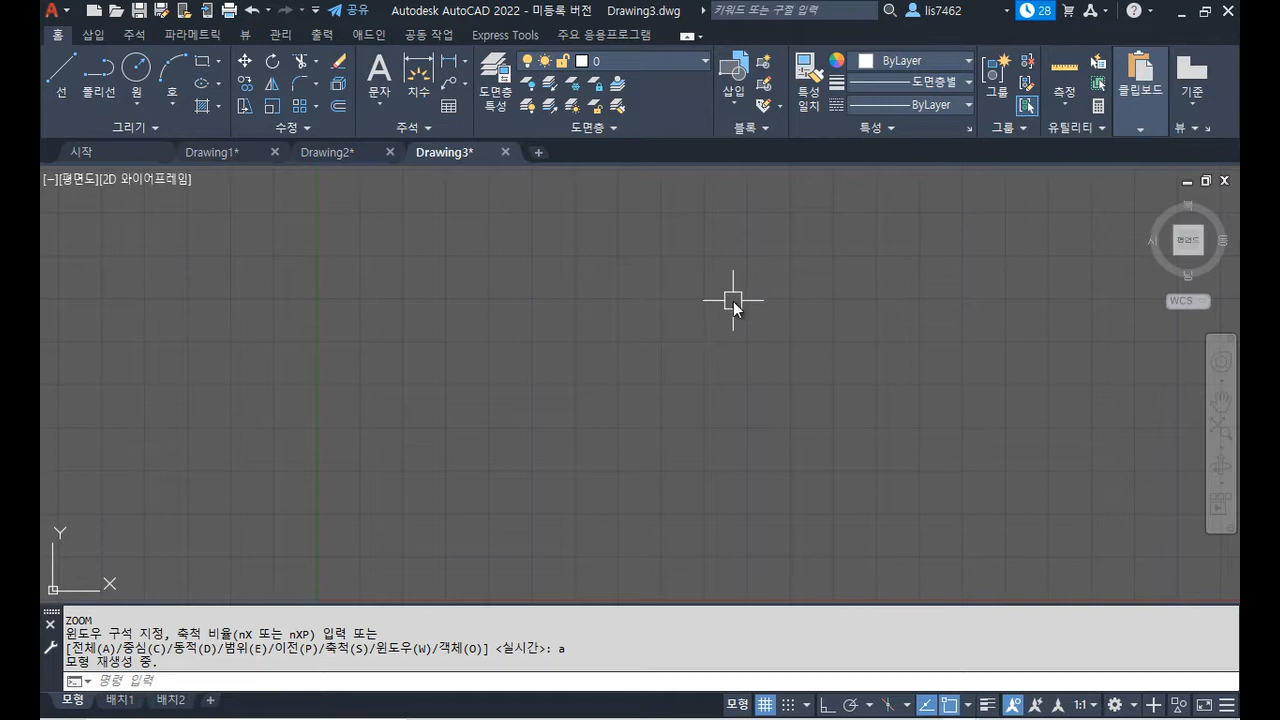 공유
Autodesk AutoCAD 2022 - 미등록 버전 Drawing3.dwg
키워드 또는 구절 입력
lis7462
28
홈 삽입 주석 파라메트릭 뷰 관리 출력 애드인 공동 작업 Express Tools 주요 응용프로그램
선 폴리선 원 호
문자 치수
도면층 특성
0
삽입
특성 일치
ByLayer
도면층별
ByLayer
그룹
측정
클립보드
기준
그리기 수정 주석 도면층 블록 특성 그룹 유틸리티 뷰
시작 Drawing1* Drawing2* Drawing3*
[−][평면도][2D 와이어프레임]
북
서 평면도 동
남
WCS
Y
X
ZOOM
윈도우 구석 지정, 축척 비율(nX 또는 nXP) 입력 또는
[전체(A)/중심(C)/동적(D)/범위(E)/이전(P)/축척(S)/윈도우(W)/객체(O)] <실시간>: a
모형 재생성 중.
명령 입력
모형 배치1 배치2
모형 1:1